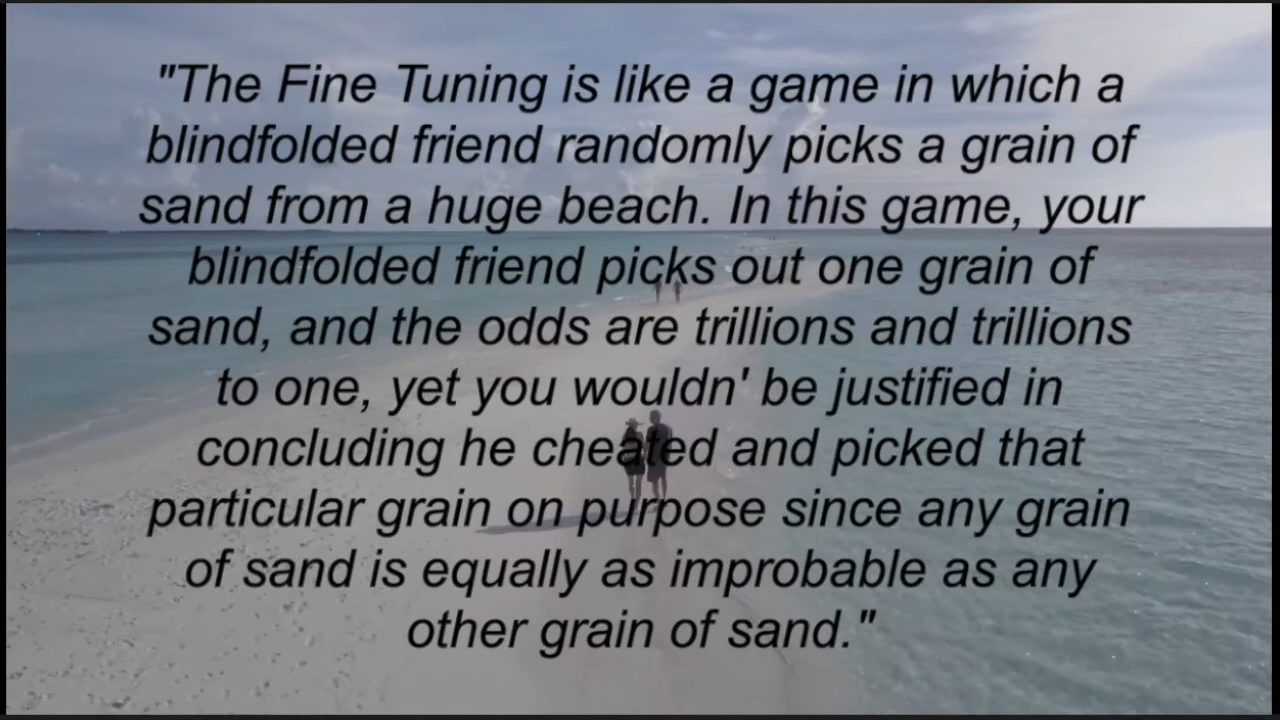 "The Fine Tuning is like a game in which a
blindfolded friend randomly picks a grain of
sand from a huge beach. In this game, your
blindfolded friend picks out one grain of
sand, and the odds are trillions and trillions
to one, yet you wouldn' be justified in
concluding he cheated and picked that
particular grain on purpose since any grain
of sand is equally as improbable as any
other grain of sand."